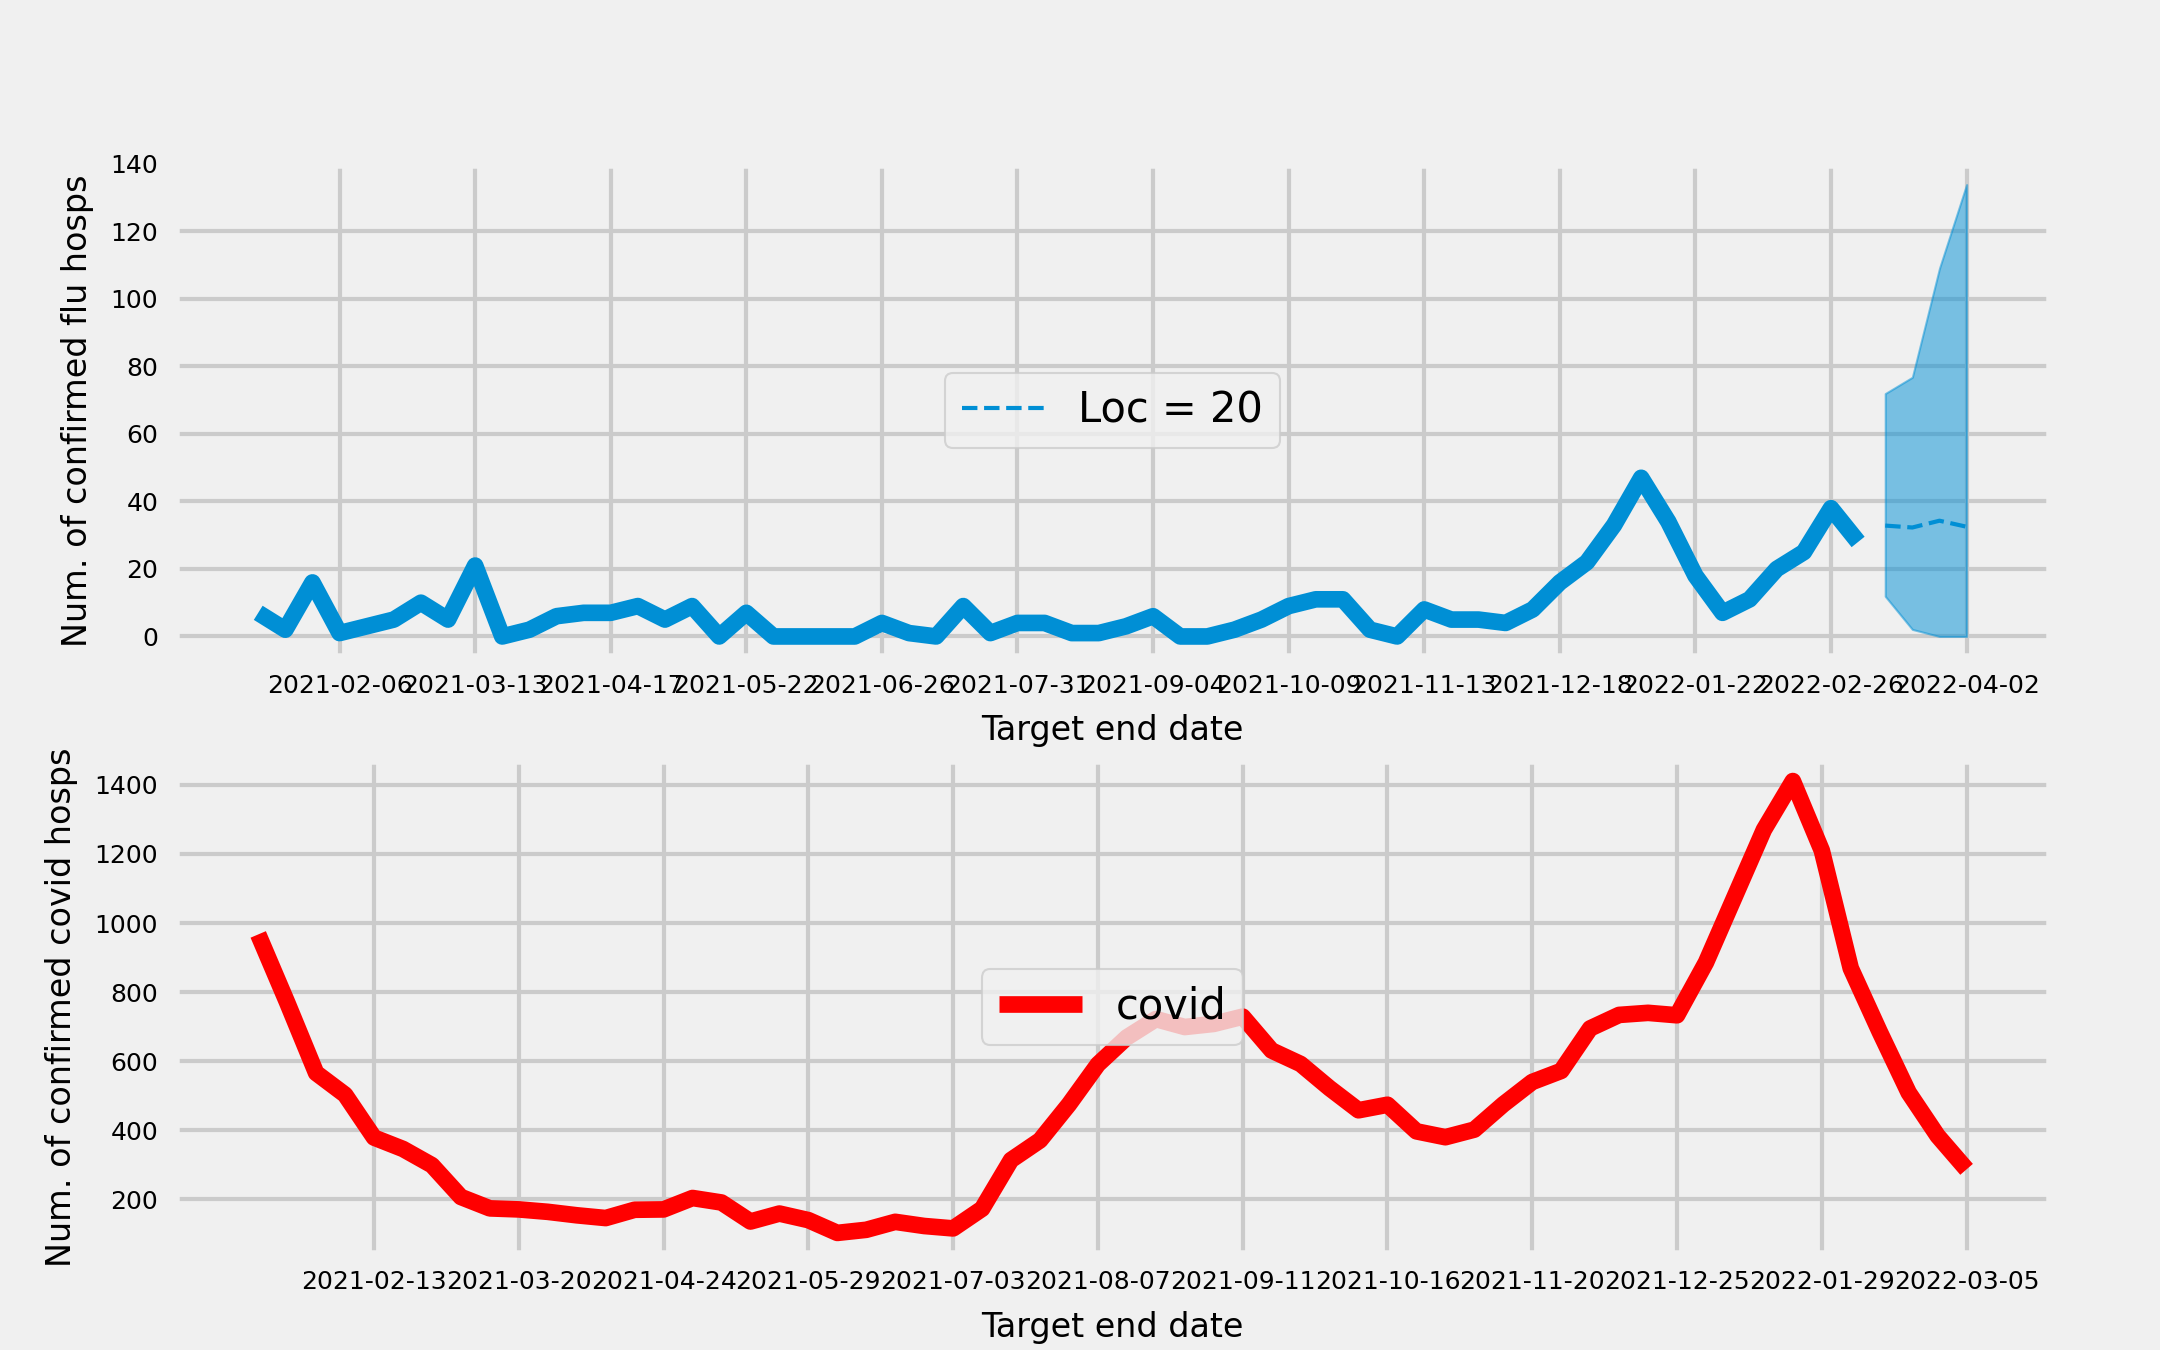 Num. of confirmed flu hosps
140
120
100
80
60
40
20
0
Loc = 20
2021-02-06 2021-03-13 2021-04-17 2021-05-22 2021-06-26 2021-07-31 2021-09-04 2021-10-09 2021-11-13 2021-12-18 2022-01-22 2022-02-26 2022-04-02
Target end date
Num. of confirmed covid hosps
1400
1200
1000
800
600
400
200
covid
2021-02-13 2021-03-20 2021-04-24 2021-05-29 2021-07-03 2021-08-07 2021-09-11 2021-10-16 2021-11-20 2021-12-25 2022-01-29 2022-03-05
Target end date